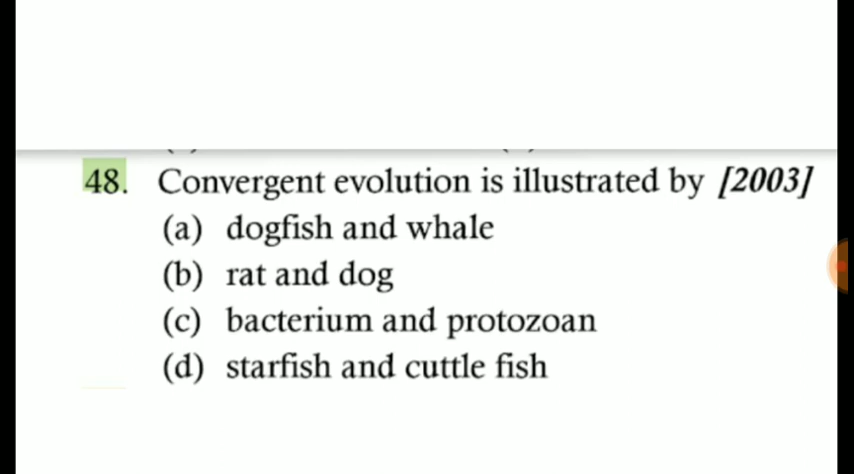 48. Convergent evolution is illustrated by [2003]
(a) dogfish and whale
(b) rat and dog
(c) bacterium and protozoan
(d) starfish and cuttle fish